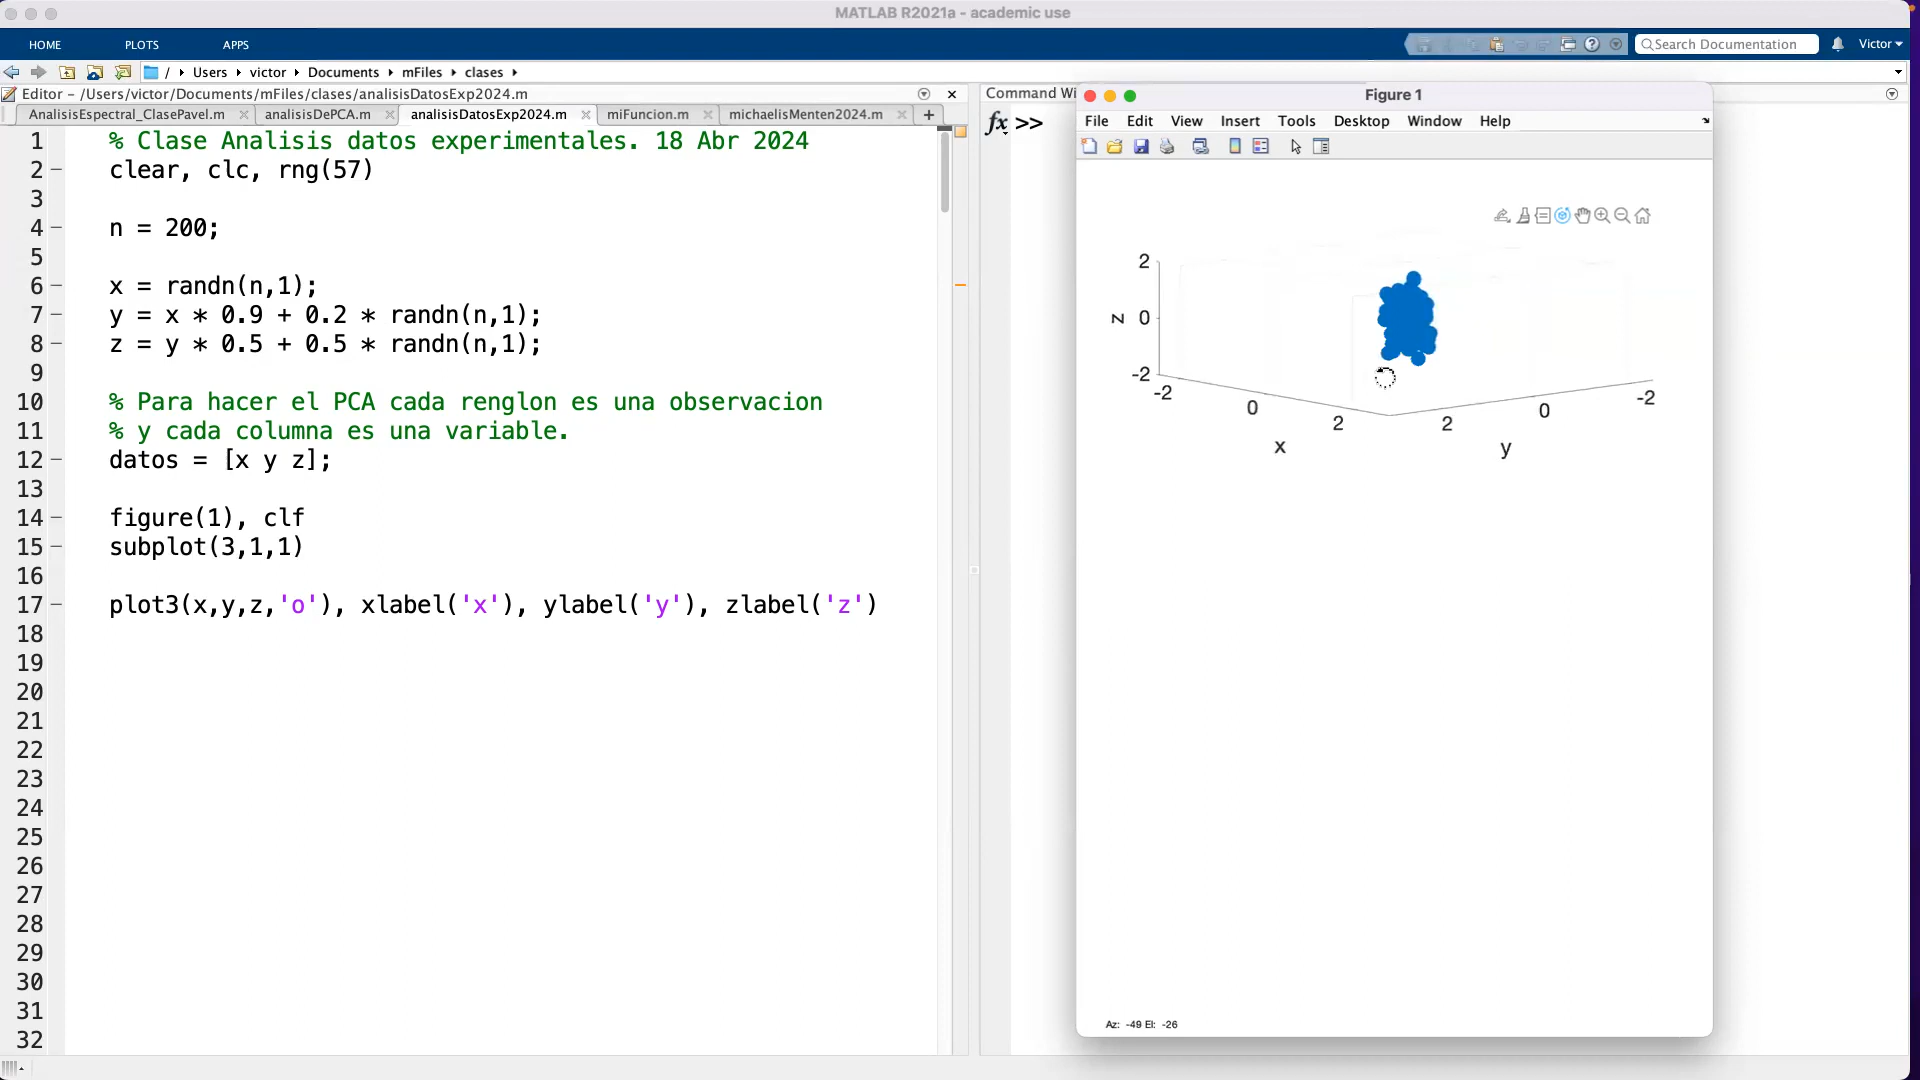 MATLAB R2021a - academic use
HOME PLOTS APPS
Search Documentation
Victor
/ Users victor Documents mFiles clases
Editor – /Users/victor/Documents/mFiles/clases/analisisDatosExp2024.m
AnalisisEspectral_ClasePavel.m analisisDePCA.m analisisDatosExp2024.m miFuncion.m michaelisMenten2024.m
1 % Clase Analisis datos experimentales. 18 Abr 2024
2 clear, clc, rng(57)
3
4 n = 200;
5
6 x = randn(n,1);
7 y = x * 0.9 + 0.2 * randn(n,1);
8 z = y * 0.5 + 0.5 * randn(n,1);
9
10 % Para hacer el PCA cada renglon es una observacion
11 % y cada columna es una variable.
12 datos = [x y z];
13
14 figure(1), clf
15 subplot(3,1,1)
16
17 plot3(x,y,z,'o'), xlabel('x'), ylabel('y'), zlabel('z')
18
19
20
21
22
23
24
25
26
27
28
29
30
31
32
Command Wi
fx >>
Figure 1
File Edit View Insert Tools Desktop Window Help
2
z 0
-2
-2 0 2
x
2 0 -2
y
Az: -49 El: -26